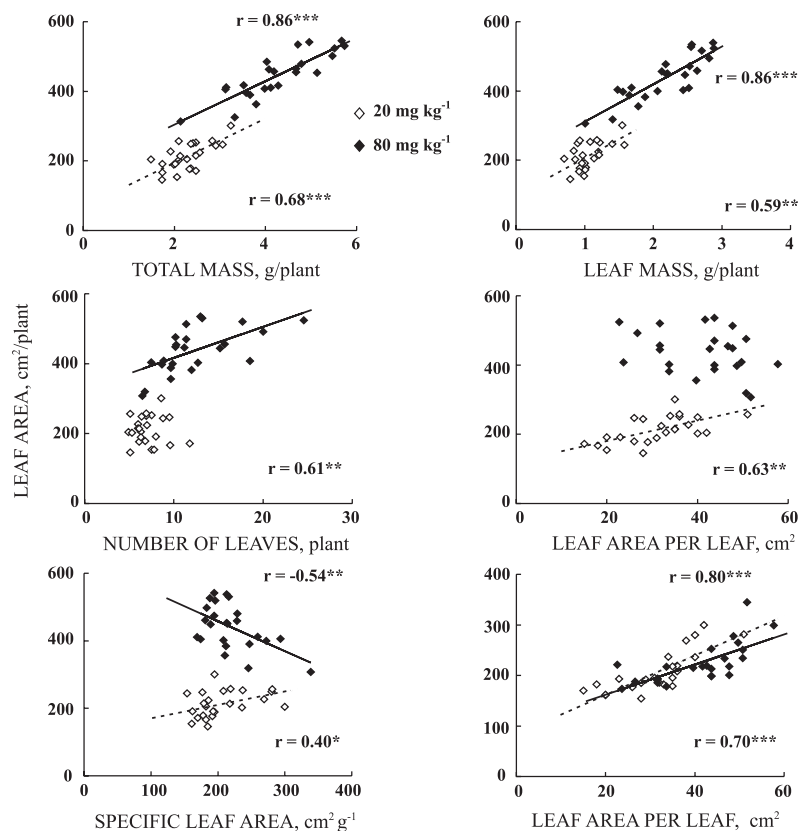 600
400
200
0
r = 0.86***
r = 0.68***
0 2 4 6
TOTAL MASS, g/plant
20 mg kg-1
80 mg kg-1
600
400
200
0
r = 0.86***
r = 0.59**
0 1 2 3 4
LEAF MASS, g/plant
LEAF AREA, cm2/plant
600
400
200
0
r = 0.61**
0 10 20 30
NUMBER OF LEAVES, plant
600
400
200
0
r = 0.63**
0 20 40 60
LEAF AREA PER LEAF, cm2
600
400
200
0
r = -0.54**
r = 0.40*
0 100 200 300 400
SPECIFIC LEAF AREA, cm2 g-1
400
300
200
100
0
r = 0.80***
r = 0.70***
0 20 40 60
LEAF AREA PER LEAF, cm2